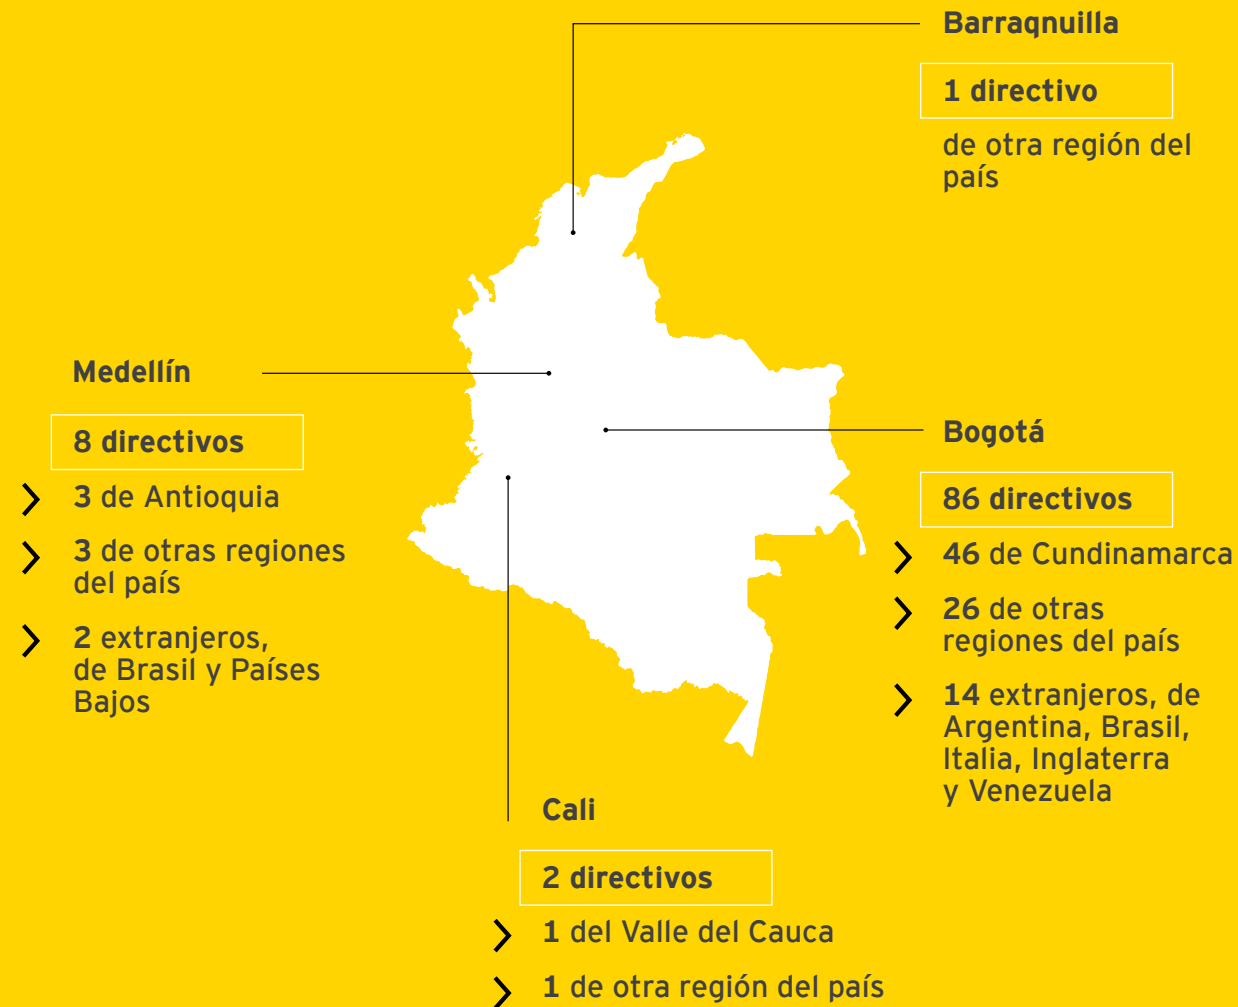 Barraqnuilla
1 directivo
de otra región del
país
Medellín
8 directivos
3 de Antioquia
3 de otras regiones
del país
2 extranjeros,
de Brasil y Países
Bajos
Bogotá
86 directivos
46 de Cundinamarca
26 de otras
regiones del país
14 extranjeros, de
Argentina, Brasil,
Italia, Inglaterra
y Venezuela
Cali
2 directivos
1 del Valle del Cauca
1 de otra región del país